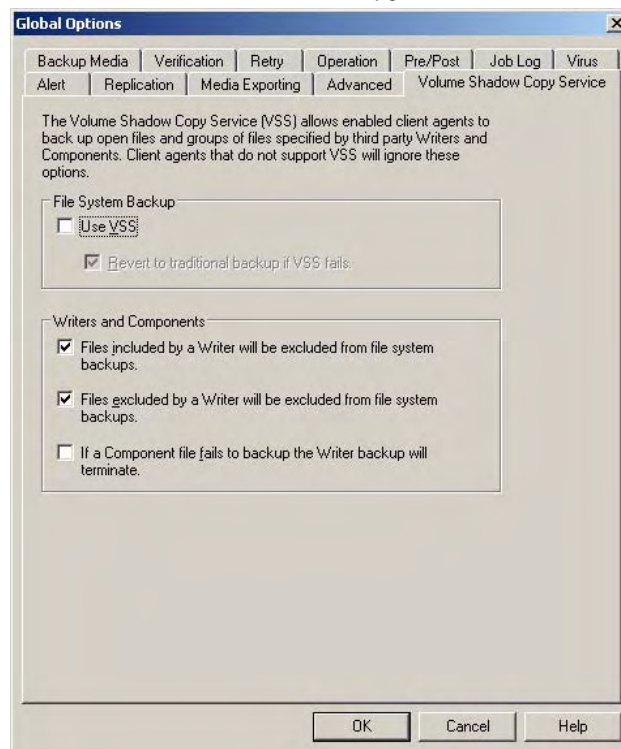 Global Options
Backup Media Verification Retry Operation Pre/Post Job Log Virus
Alert Replication Media Exporting Advanced Volume Shadow Copy Service
The Volume Shadow Copy Service (VSS) allows enabled client agents to
back up open files and groups of files specified by third party Writers and
Components. Client agents that do not support VSS will ignore these
options.
File System Backup
Use VSS
Revert to traditional backup if VSS fails.
Writers and Components
Files included by a Writer will be excluded from file system
backups.
Files excluded by a Writer will be excluded from file system
backups.
If a Component file fails to backup the Writer backup will
terminate.
OK Cancel Help